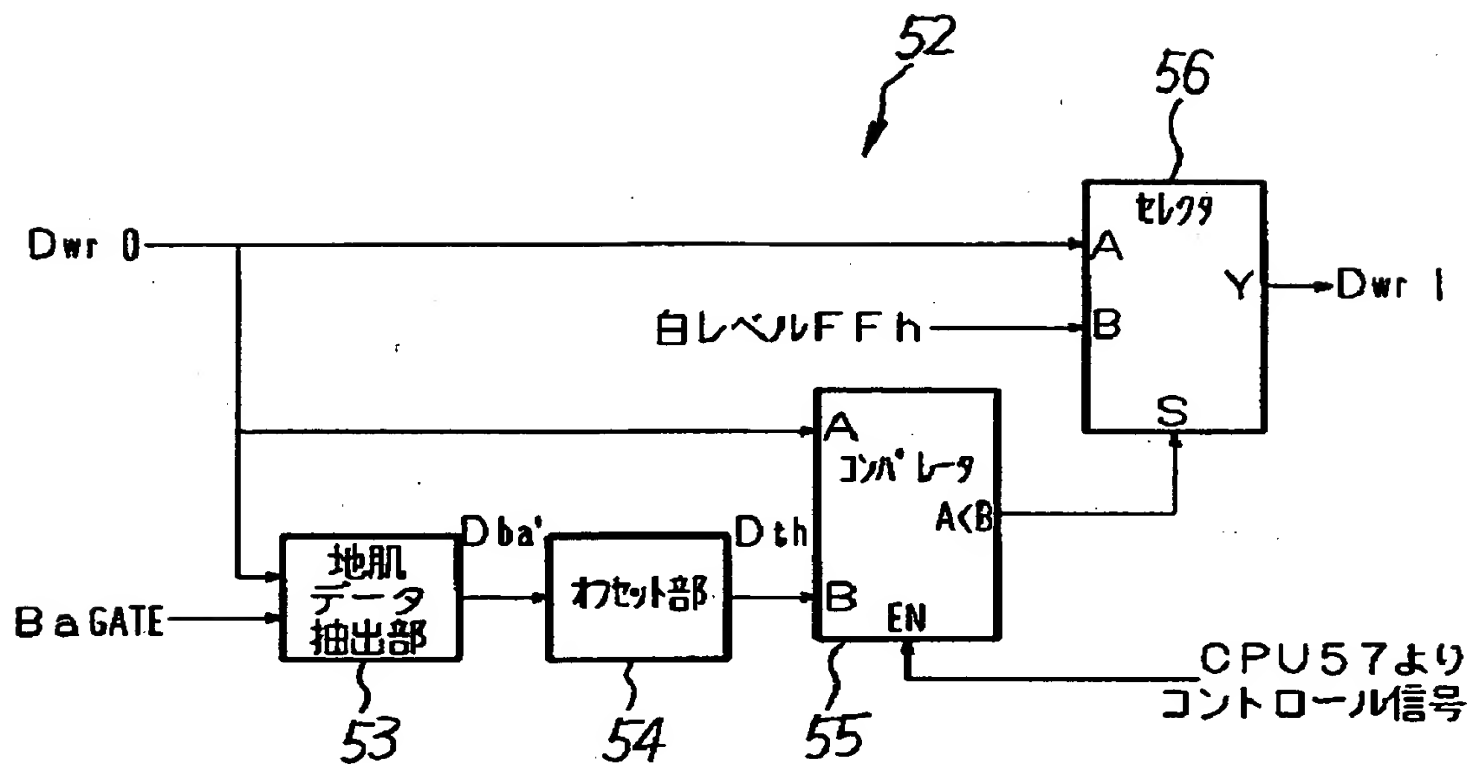 52
56
セレクタ
Dwr 0
A
Y
Dwr 1
白レベルFFh
B
S
A
コンパレータ
A<B
Dba'
Dth
地肌
データ
抽出部
オフセット部
B
EN
BaGATE
CPU57より
コントロール信号
53
54
55